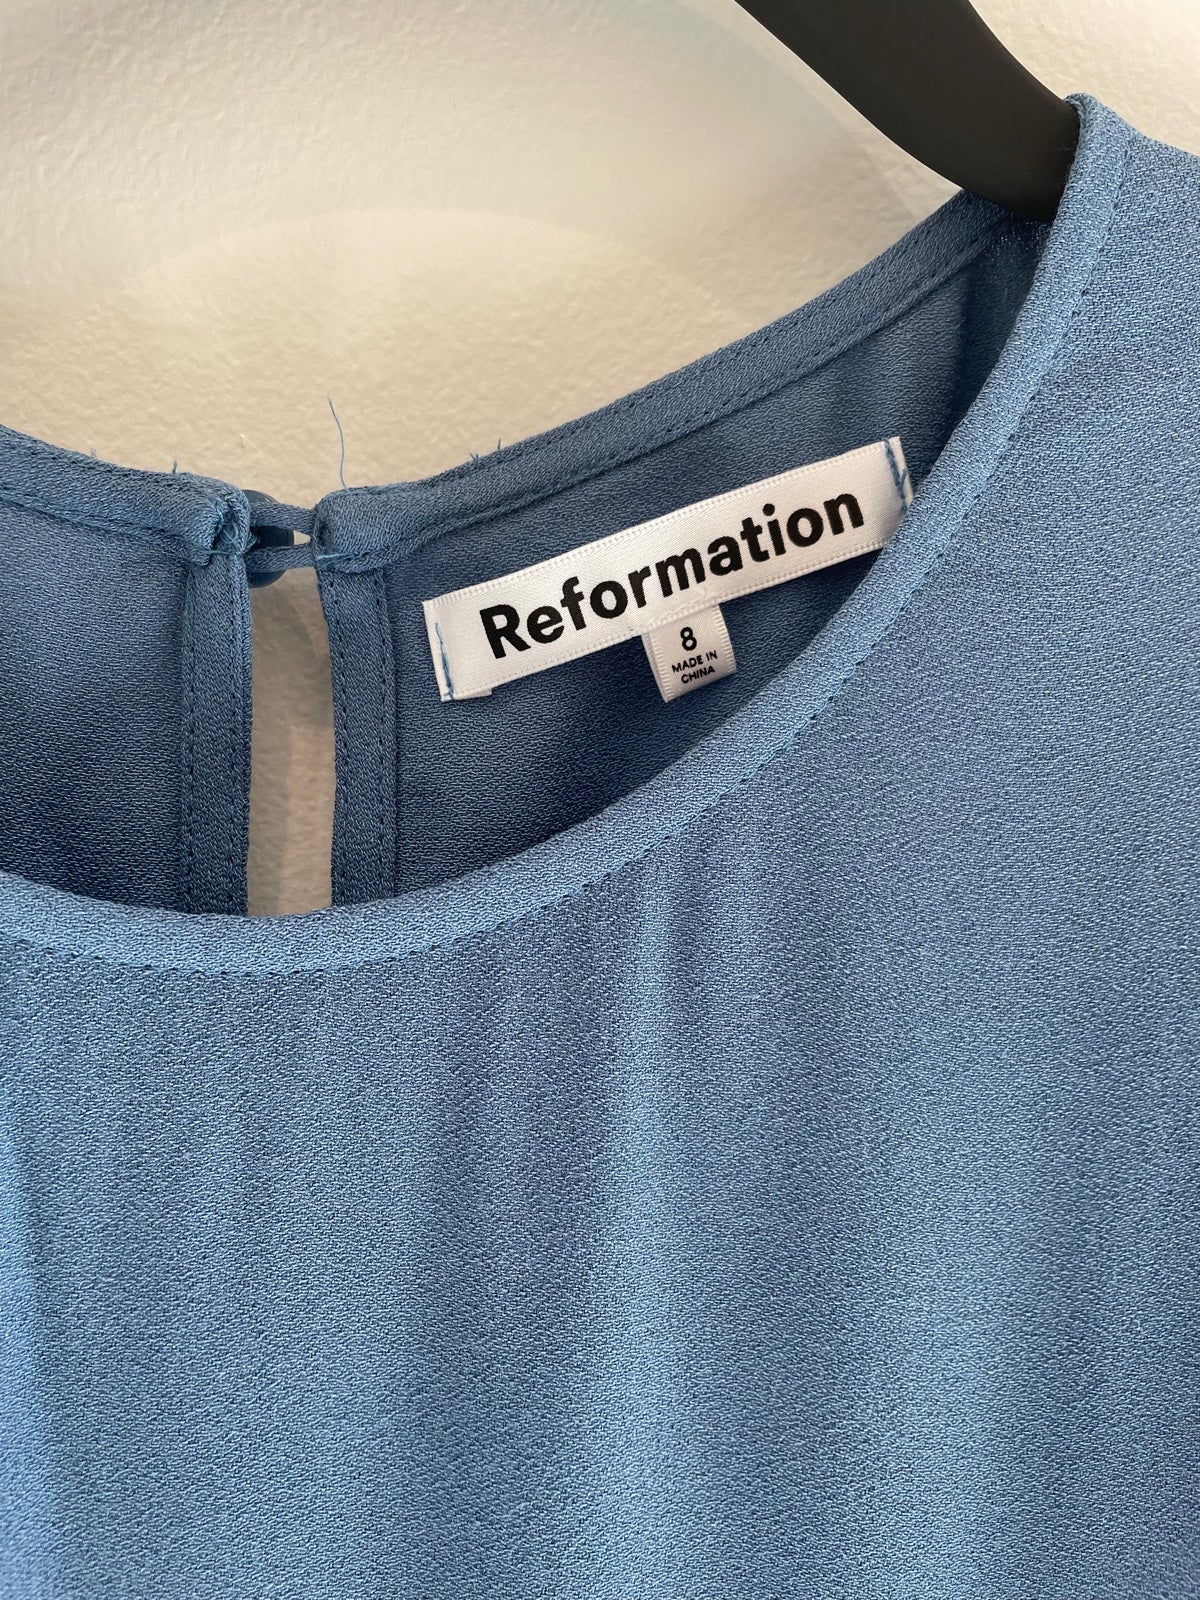 Reformation
8
MADE IN
CHINA